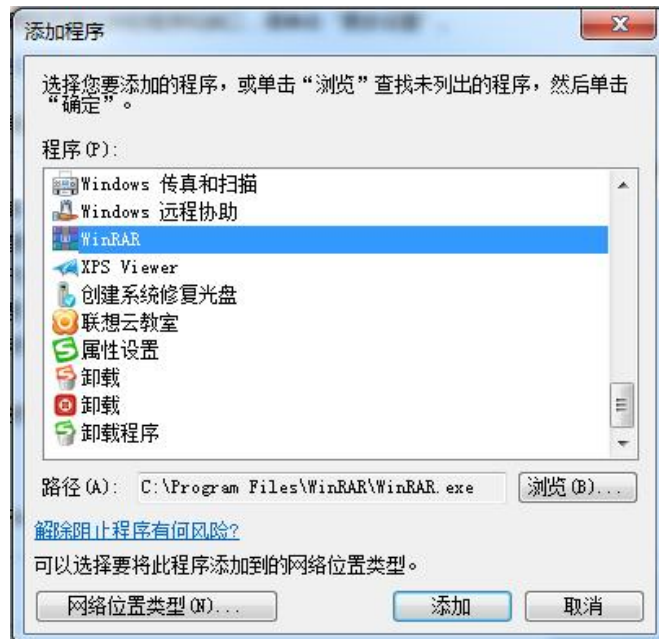 添加程序
选择您要添加的程序，或单击“浏览”查找未列出的程序，然后单击
“确定”。
程序(P):
Windows 传真和扫描
Windows 远程协助
WinRAR
XPS Viewer
创建系统修复光盘
联想云教室
属性设置
卸载
卸载
卸载程序
路径(A): C:\Program Files\WinRAR\WinRAR.exe 浏览(B)...
解除阻止程序有何风险?
可以选择要将此程序添加到的网络位置类型。
网络位置类型(N)... 添加 取消